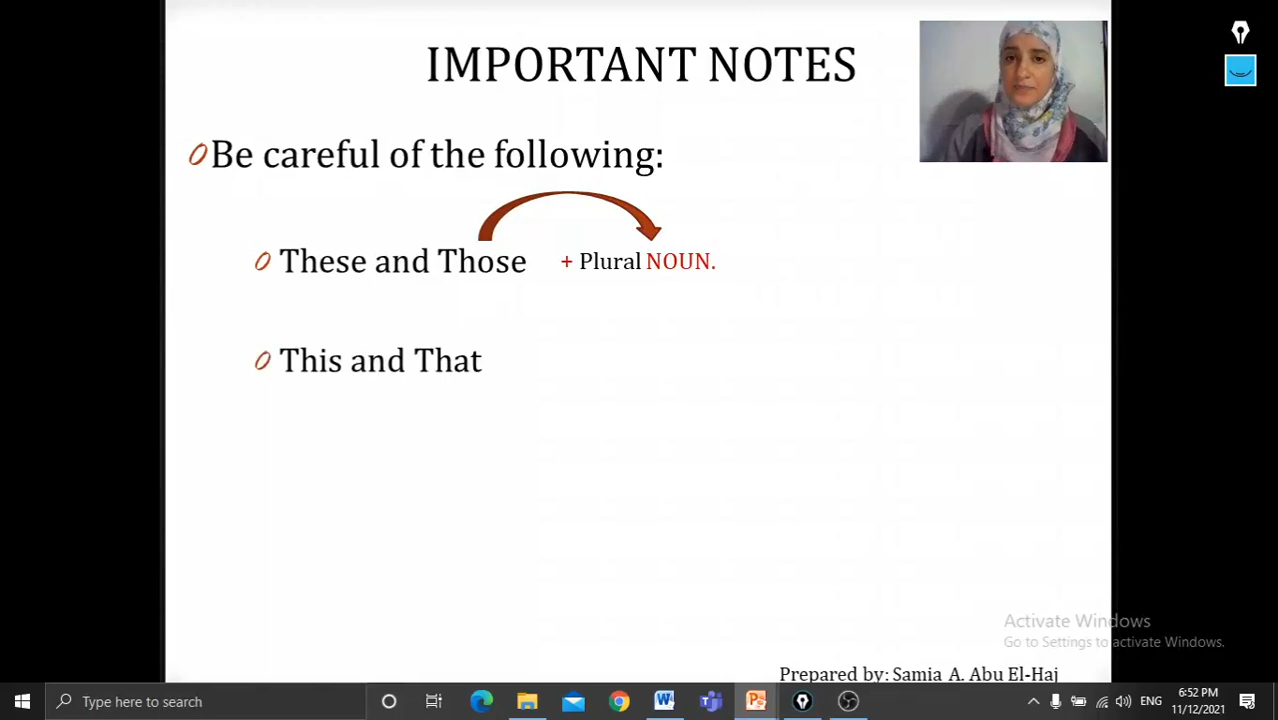 IMPORTANT NOTES
Be careful of the following:
These and Those + Plural NOUN.
This and That
Activate Windows
Go to Settings to activate Windows.
Prepared by: Samia A. Abu El-Haj
Type here to search
ENG
6:52 PM
11/12/2021